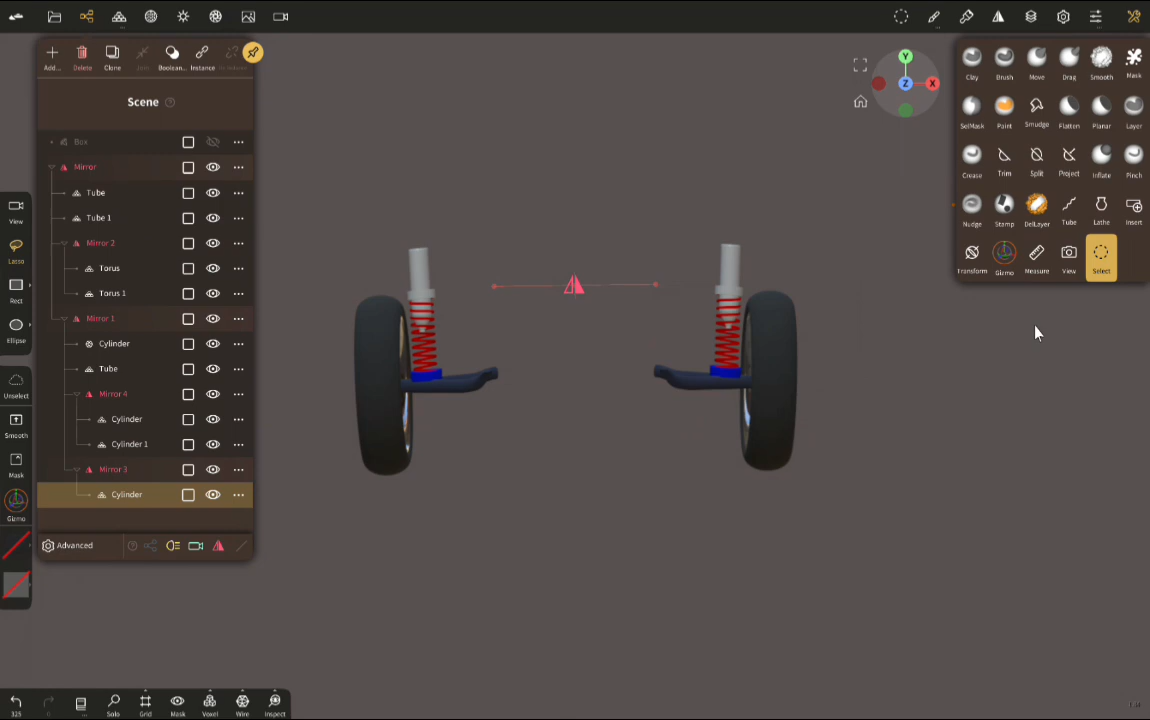 Add...
Delete
Clone
Join
Boolean...
Instance
Scene
Box
Mirror
Tube
Tube 1
Mirror 2
Torus
Torus 1
Mirror 1
Cylinder
Tube
Mirror 4
Cylinder
Cylinder 1
Mirror 3
Cylinder
Advanced
View
Lasso
Rect
Ellipse
Unselect
Smooth
Mask
Gizmo
Y
Z
X
Clay
Brush
Move
Drag
Smooth
Mask
SelMask
Paint
Smudge
Flatten
Planar
Layer
Crease
Trim
Split
Project
Inflate
Pinch
Nudge
Stamp
DelLayer
Tube
Lathe
Insert
Transform
Gizmo
Measure
View
Select
325
0
Solo
Grid
Mask
Voxel
Wire
Inspect